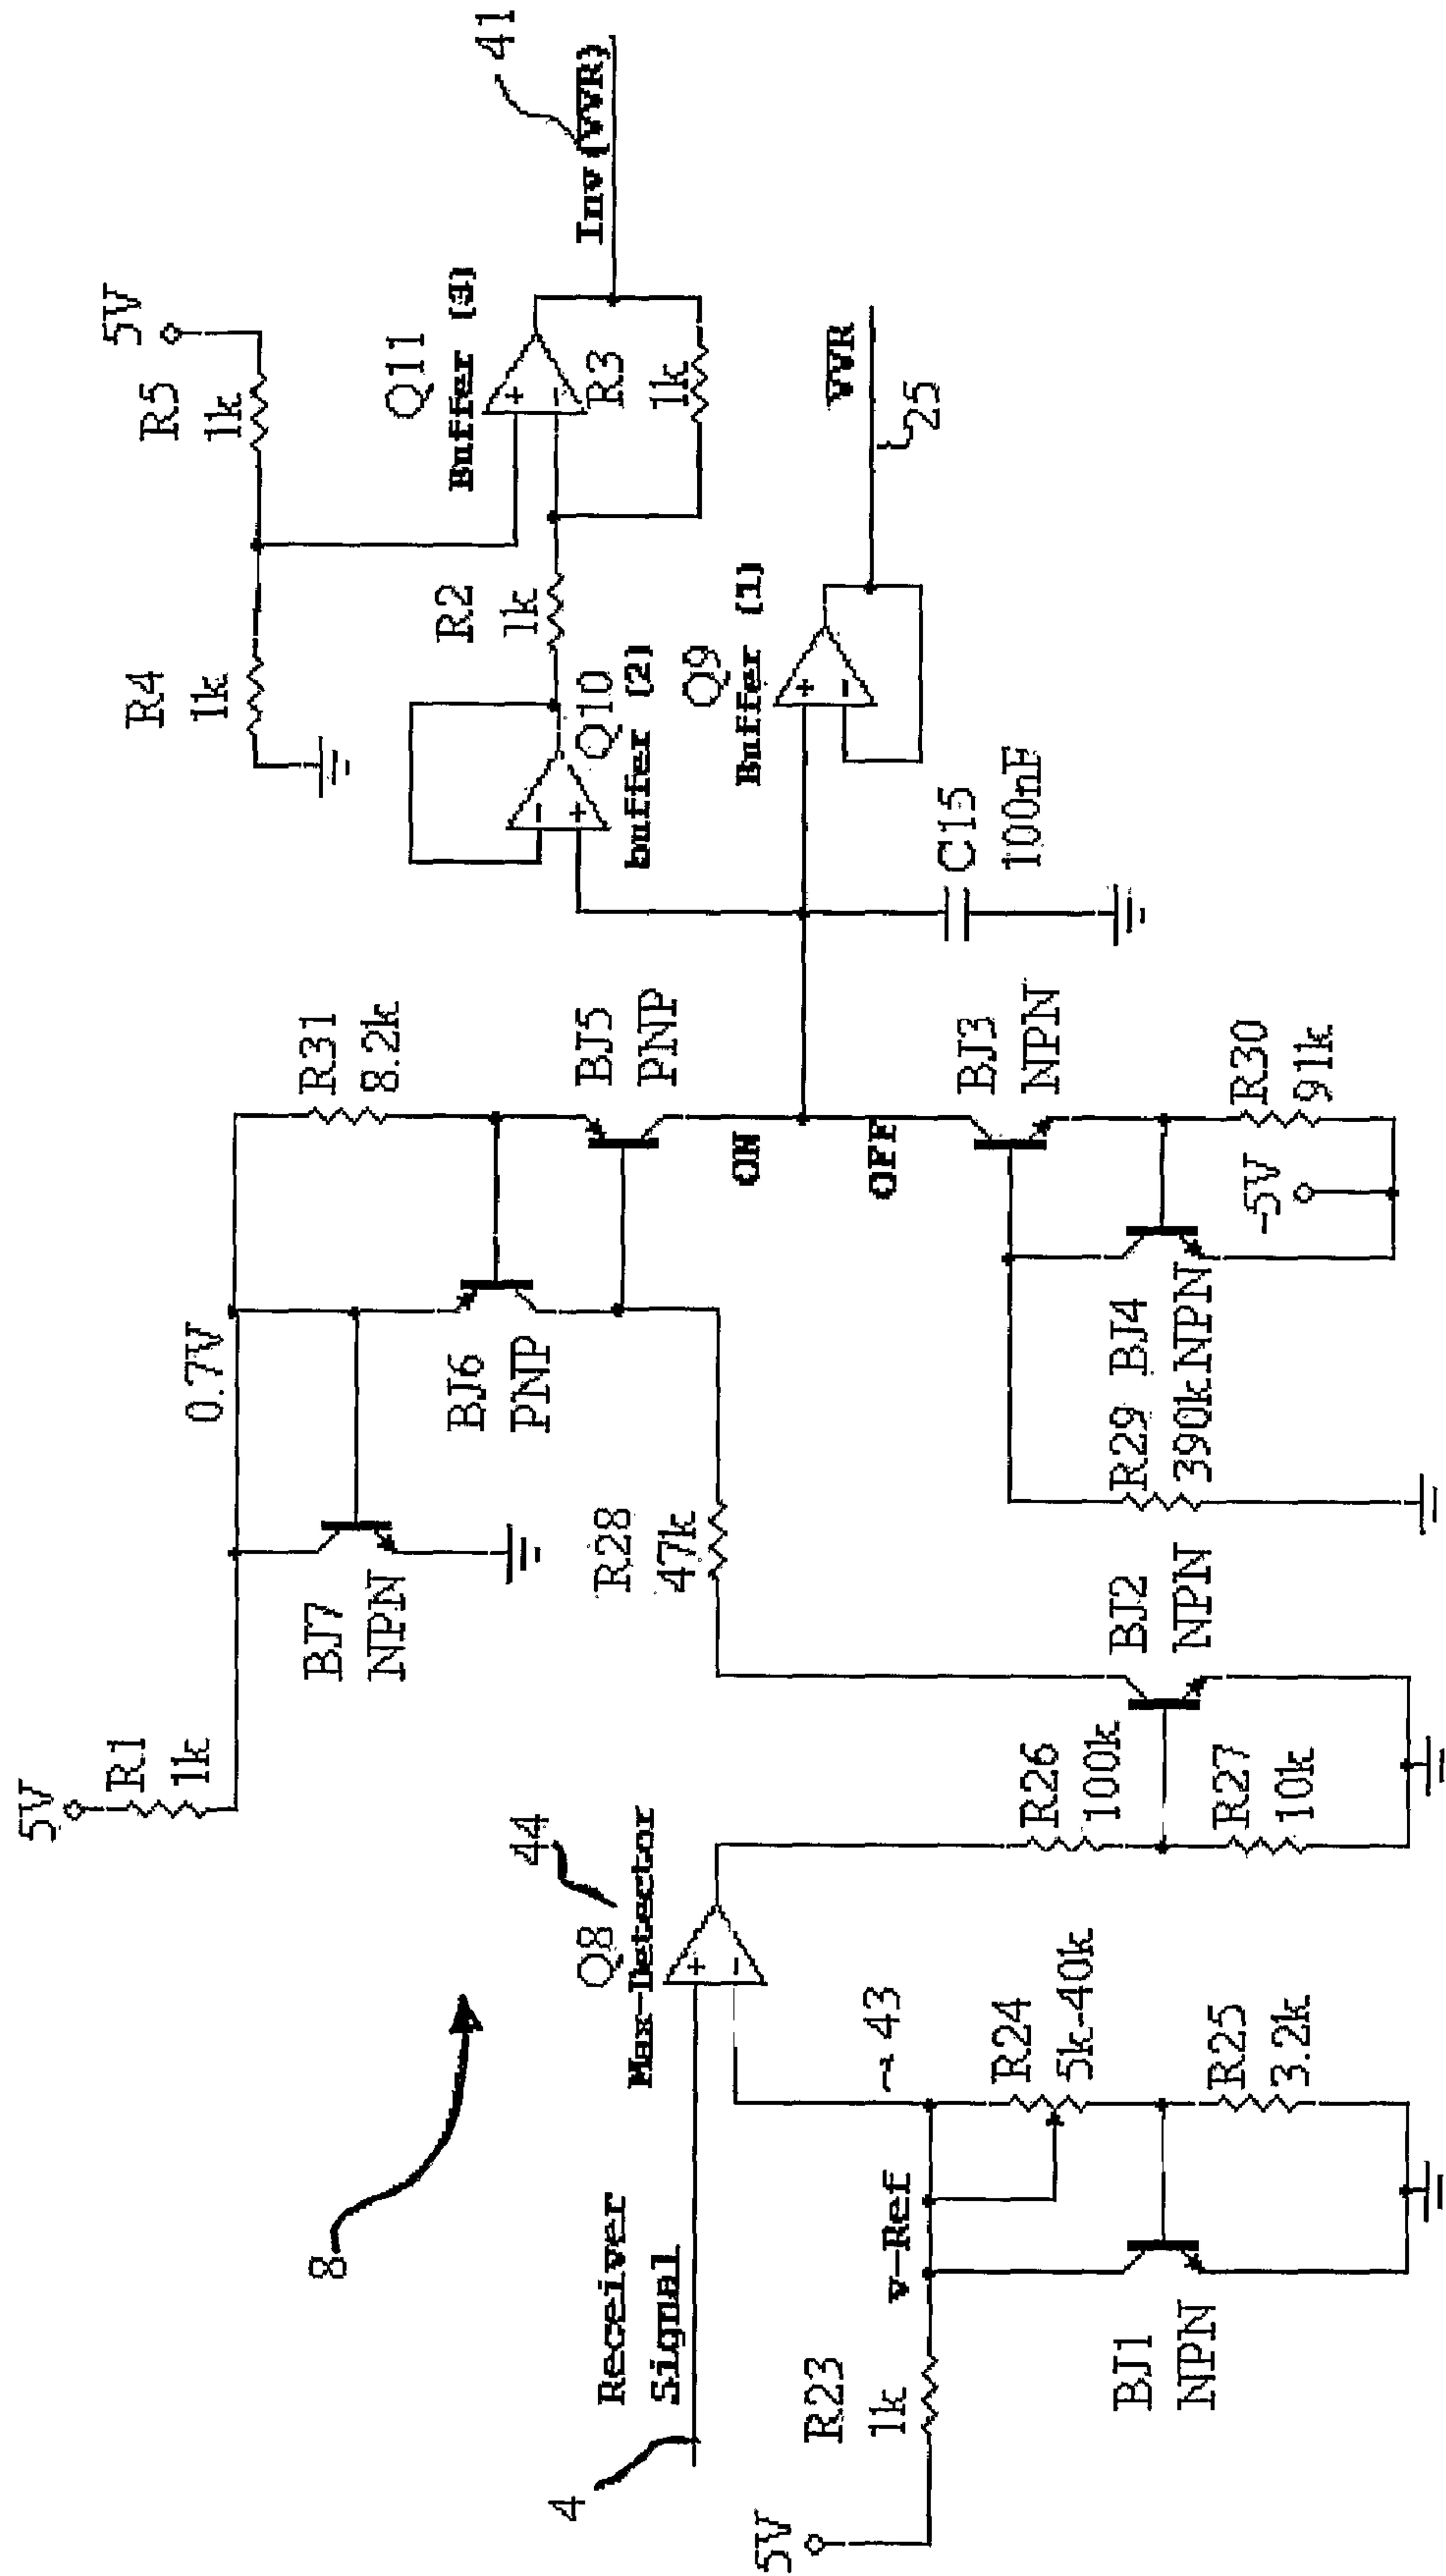 5V
R1
1k
0.7V
BJ7
NPN
BJ6
PNP
R31
8.2k
BJ5
PNP
R4
1k
R5
1k
5V
Q11
Buffer (3)
R3
1k
R2
1k
Q10
buffer (2)
Inv(VVR)
41
8
44
Q8
Max-Detector
R28
47k
ON
OFF
Q9
Buffer (1)
VVR
25
C15
100nF
BJ3
NPN
R30
91k
-5V
BJ4
NPN
R29
390k
Receiver
Signal
4
+
-
+
-
+
-
+
-
43
v-Ref
5V
R23
1k
BJ1
NPN
R24
5k-40k
R25
3.2k
R26
100k
R27
10k
BJ2
NPN